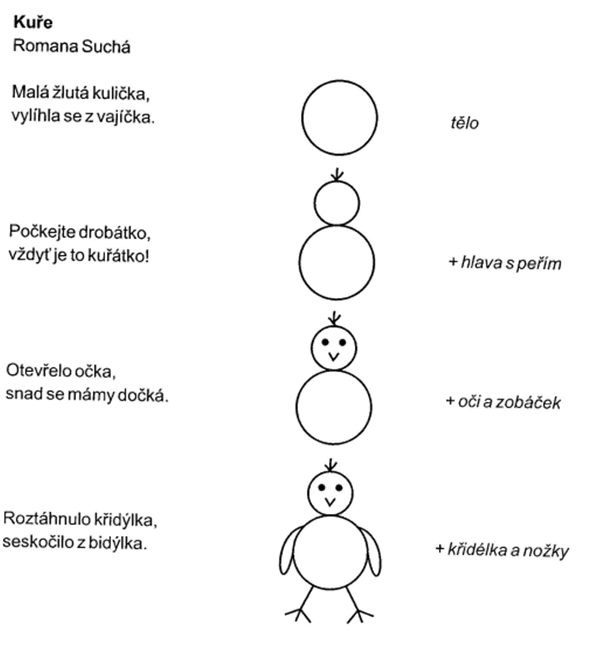 Kuře
Romana Suchá
Malá žlutá kulička,
vylíhla se z vajíčka.
tělo
Počkejte drobátko,
vždyť je to kuřátko!
+ hlava s peřím
Otevřelo očka,
snad se mámy dočká.
+ oči a zobáček
Roztáhnulo křidýlka,
seskočilo z bidýlka.
+ křidélka a nožky